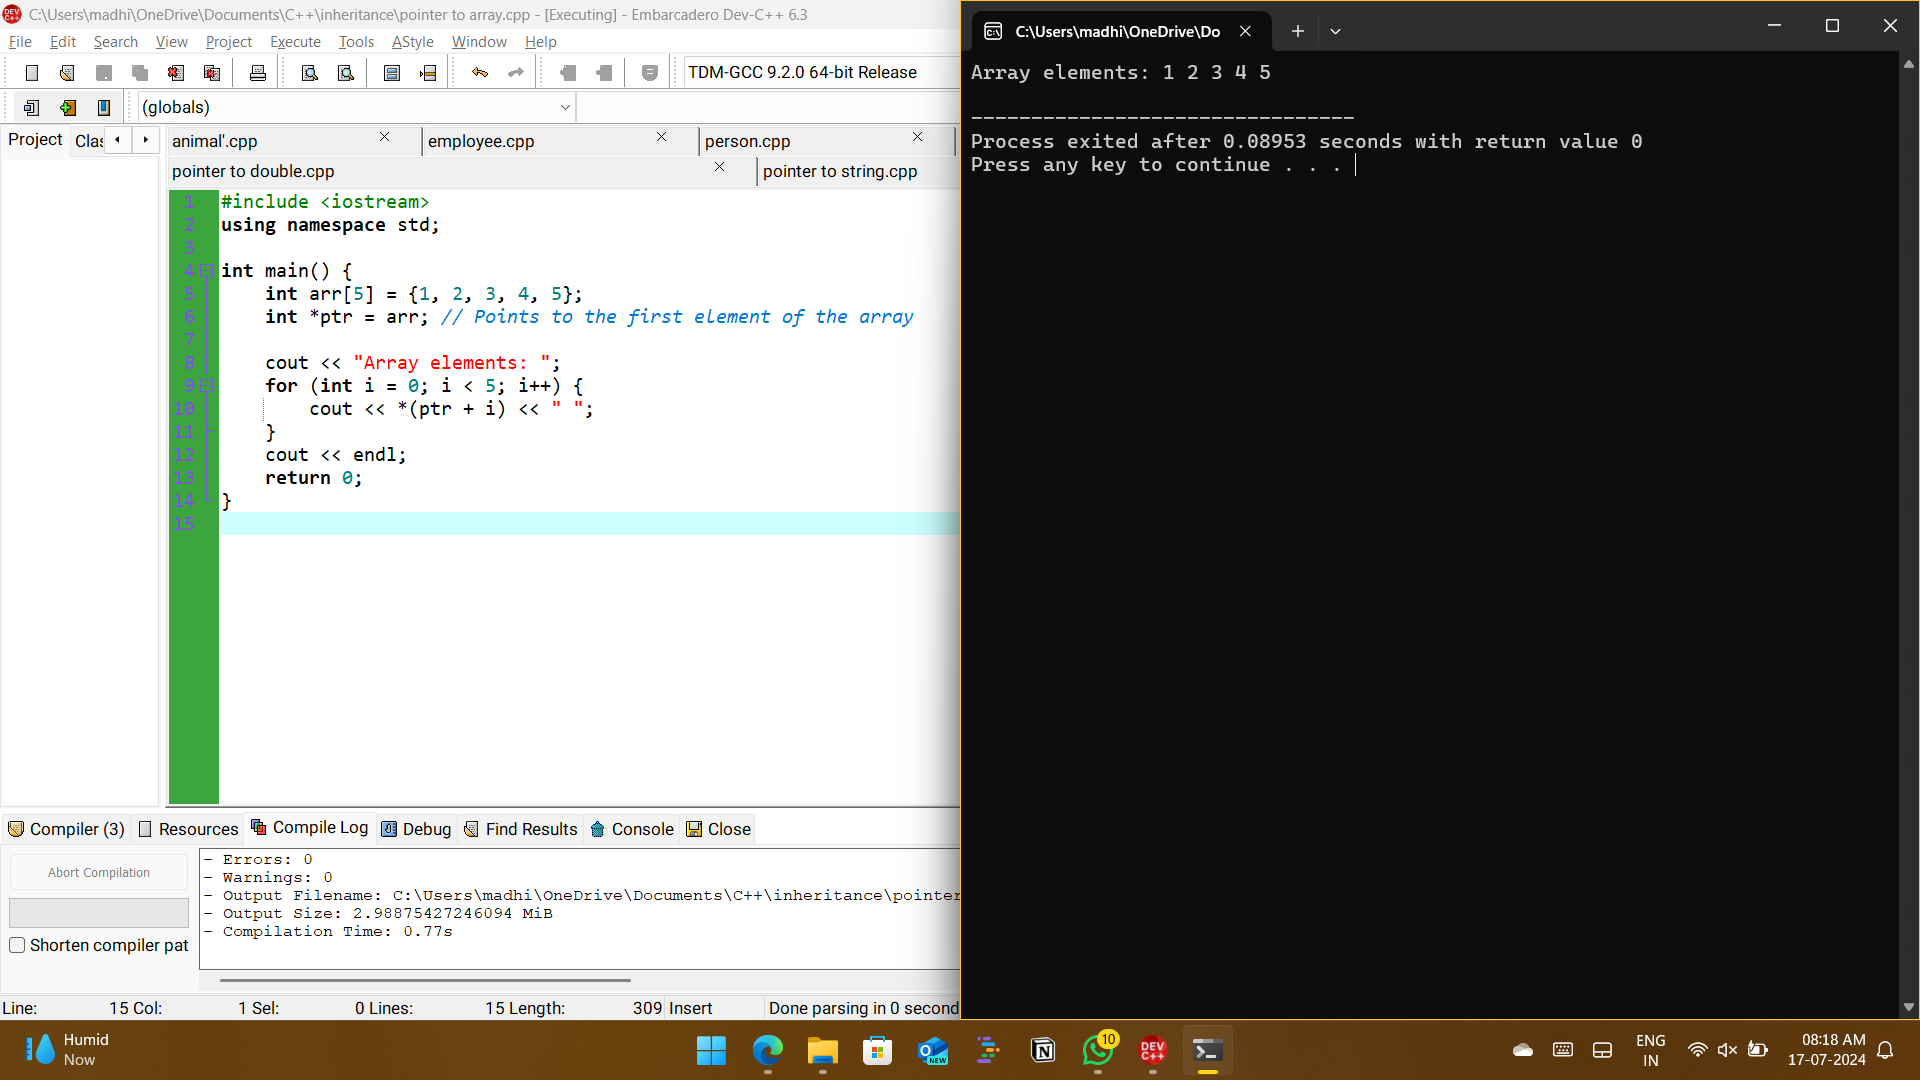 C:\Users\madhi\OneDrive\Documents\C++\inheritance\pointer to array.cpp - [Executing] - Embarcadero Dev-C++ 6.3
File Edit Search View Project Execute Tools AStyle Window Help
TDM-GCC 9.2.0 64-bit Release
(globals)
Project Clas
animal'.cpp employee.cpp person.cpp
pointer to double.cpp pointer to string.cpp
1 #include <iostream>
2 using namespace std;
3
4 int main() {
5     int arr[5] = {1, 2, 3, 4, 5};
6     int *ptr = arr; // Points to the first element of the array
7
8     cout << "Array elements: ";
9     for (int i = 0; i < 5; i++) {
10         cout << *(ptr + i) << " ";
11     }
12     cout << endl;
13     return 0;
14 }
15
Compiler (3) Resources Compile Log Debug Find Results Console Close
Abort Compilation
Shorten compiler pat
- Errors: 0
- Warnings: 0
- Output Filename: C:\Users\madhi\OneDrive\Documents\C++\inheritance\pointer
- Output Size: 2.98875427246094 MiB
- Compilation Time: 0.77s
Line: 15 Col: 1 Sel: 0 Lines: 15 Length: 309 Insert Done parsing in 0 second
C:\Users\madhi\OneDrive\Do
Array elements: 1 2 3 4 5
--------------------------------
Process exited after 0.08953 seconds with return value 0
Press any key to continue . . .
Humid
Now
NEW
10
DEV
C++
ENG
IN
08:18 AM
17-07-2024